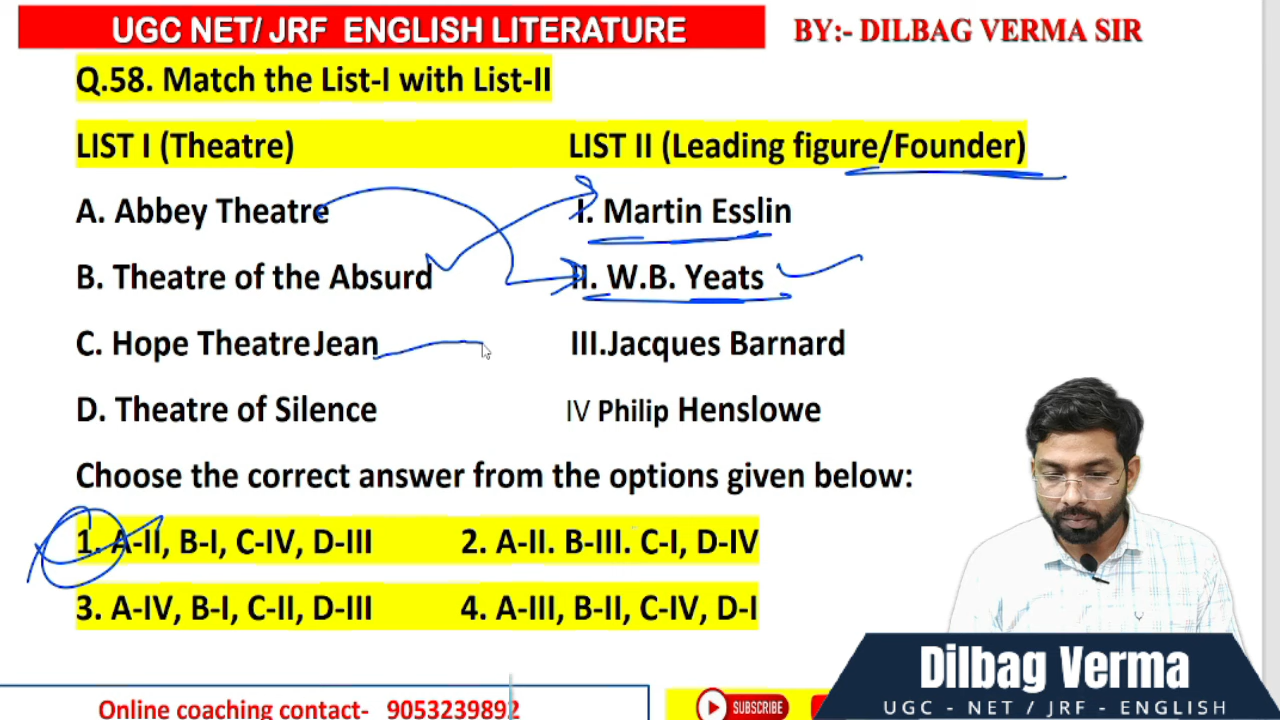 UGC NET/ JRF ENGLISH LITERATURE BY:- DILBAG VERMA SIR
Q.58. Match the List-I with List-II
LIST I (Theatre) LIST II (Leading figure/Founder)
A. Abbey Theatre I. Martin Esslin
B. Theatre of the Absurd II. W.B. Yeats
C. Hope Theatre Jean III.Jacques Barnard
D. Theatre of Silence IV Philip Henslowe
Choose the correct answer from the options given below:
1. A-II, B-I, C-IV, D-III 2. A-II. B-III. C-I, D-IV
3. A-IV, B-I, C-II, D-III 4. A-III, B-II, C-IV, D-I
Dilbag Verma
UGC - NET / JRF - ENGLISH
Online coaching contact- 9053239892
SUBSCRIBE